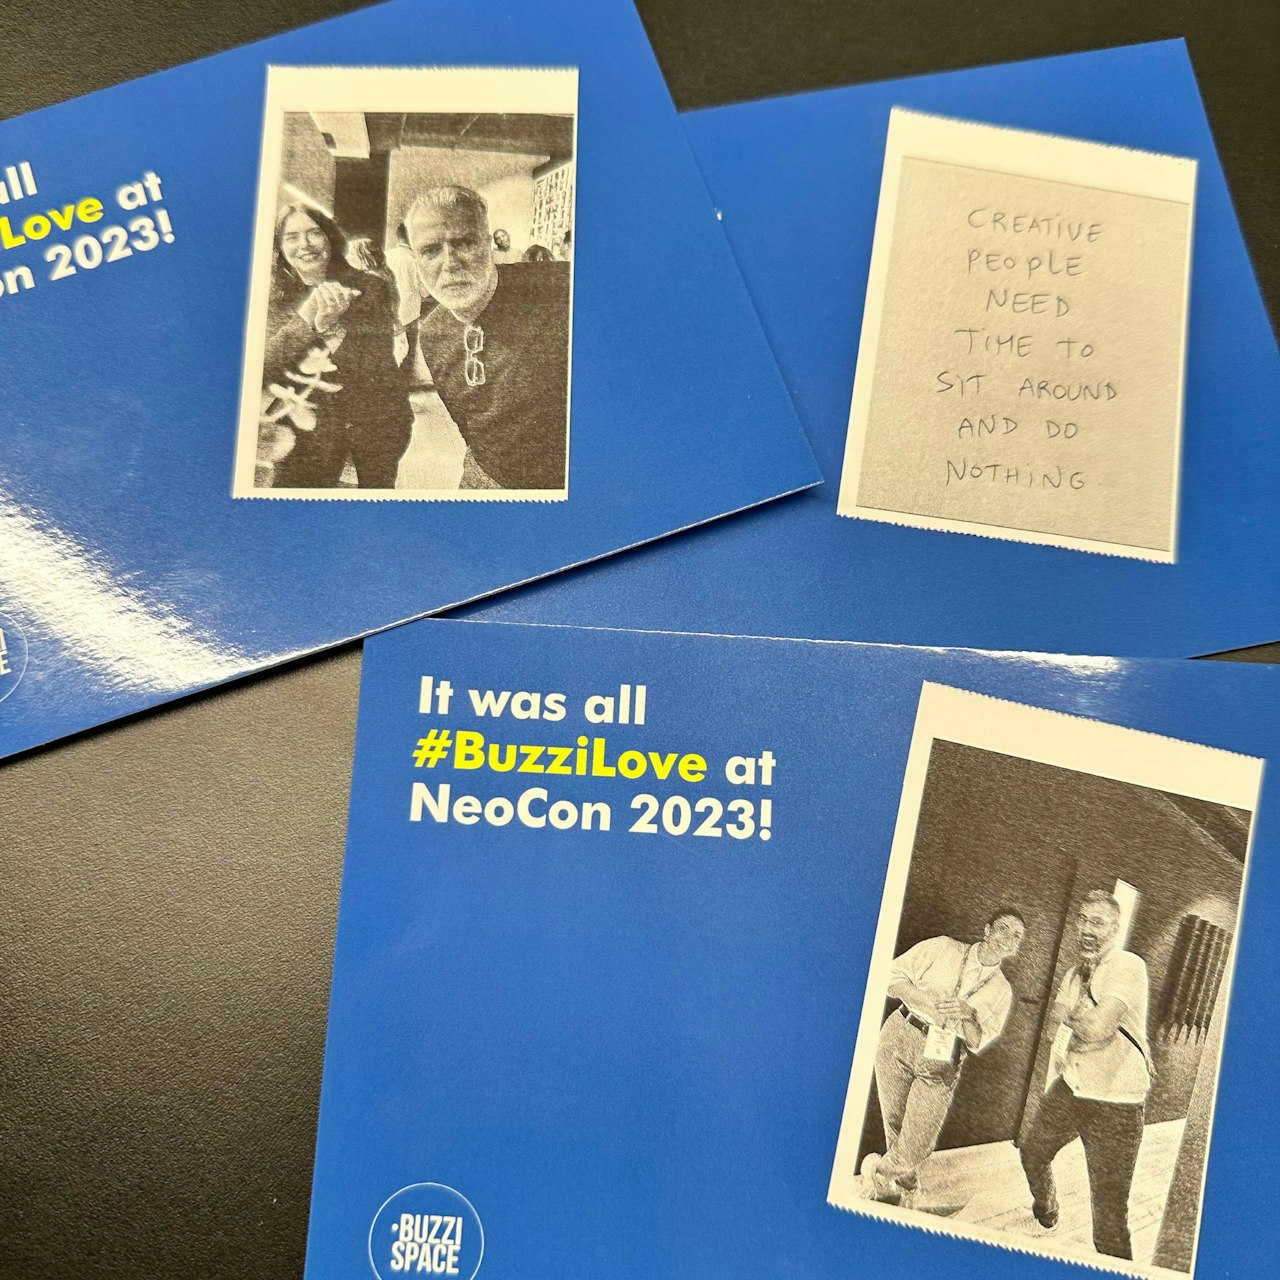 all
Love at
on 2023!
CREATIVE
PEOPLE
NEED
TIME TO
SIT AROUND
AND DO
NOTHING
It was all
#BuzziLove at
NeoCon 2023!
·BUZZI
SPACE